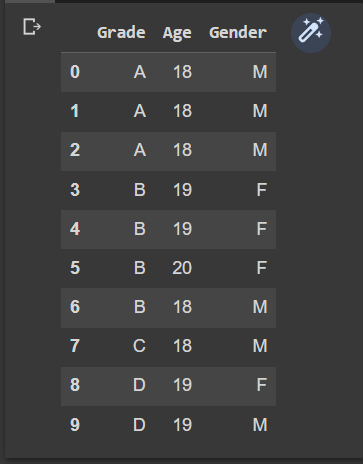 Grade Age Gender
0 A 18 M
1 A 18 M
2 A 18 M
3 B 19 F
4 B 19 F
5 B 20 F
6 B 18 M
7 C 18 M
8 D 19 F
9 D 19 M